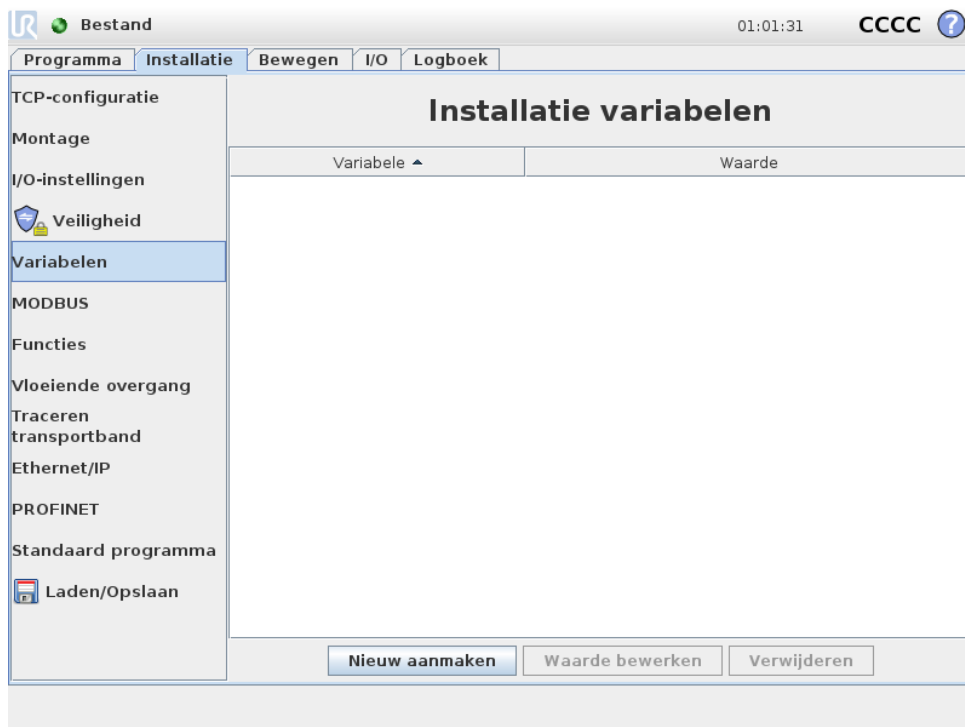 UR Bestand 01:01:31 CCCC ?
Programma Installatie Bewegen I/O Logboek
TCP-configuratie
Montage
I/O-instellingen
Veiligheid
Variabelen
MODBUS
Functies
Vloeiende overgang
Traceren
transportband
Ethernet/IP
PROFINET
Standaard programma
Laden/Opslaan
Installatie variabelen
Variabele Waarde
Nieuw aanmaken Waarde bewerken Verwijderen